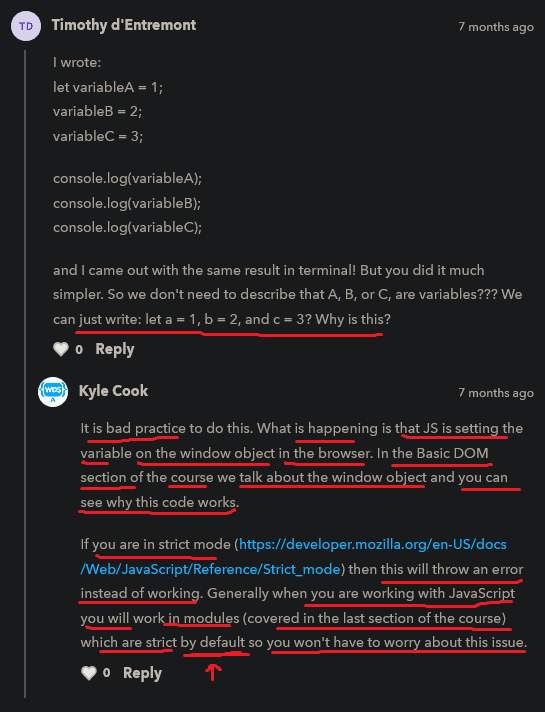 TD
Timothy d'Entremont
7 months ago
I wrote:
let variableA = 1;
variableB = 2;
variableC = 3;
console.log(variableA);
console.log(variableB);
console.log(variableC);
and I came out with the same result in terminal! But you did it much
simpler. So we don't need to describe that A, B, or C, are variables??? We
can just write: let a = 1, b = 2, and c = 3? Why is this?
0 Reply
WDS
Kyle Cook
7 months ago
A
It is bad practice to do this. What is happening is that JS is setting the
variable on the window object in the browser. In the Basic DOM
section of the course we talk about the window object and you can
see why this code works.
If you are in strict mode (https://developer.mozilla.org/en-US/docs
/Web/JavaScript/Reference/Strict_mode) then this will throw an error
instead of working. Generally when you are working with JavaScript
you will work in modules (covered in the last section of the course)
which are strict by default so you won't have to worry about this issue.
0 Reply